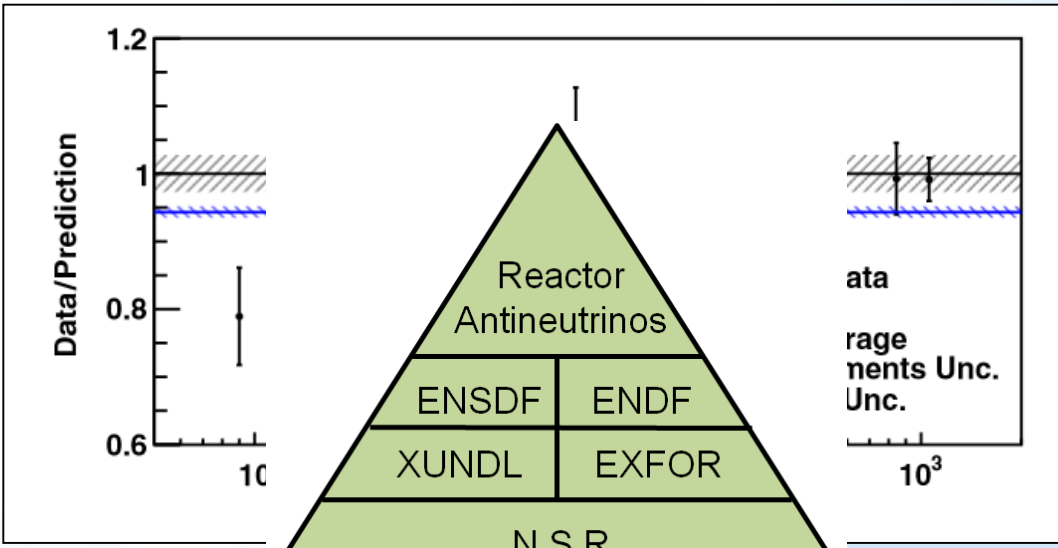 1.2
1
0.8
0.6
Data/Prediction
10
10³
ata
rage
ments Unc.
Unc.
Reactor
Antineutrinos
ENSDF ENDF
XUNDL EXFOR
N S R